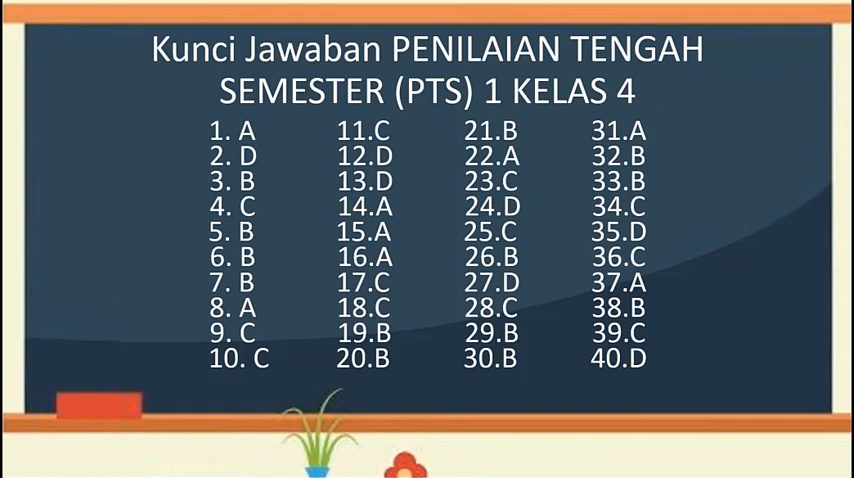 Kunci Jawaban PENILAIAN TENGAH
SEMESTER (PTS) 1 KELAS 4
1. A
2. D
3. B
4. C
5. B
6. B
7. B
8. A
9. C
10. C
11.C
12.D
13.D
14.A
15.A
16.A
17.C
18.C
19.B
20.B
21.B
22.A
23.C
24.D
25.C
26.B
27.D
28.C
29.B
30.B
31.A
32.B
33.B
34.C
35.D
36.C
37.A
38.B
39.C
40.D